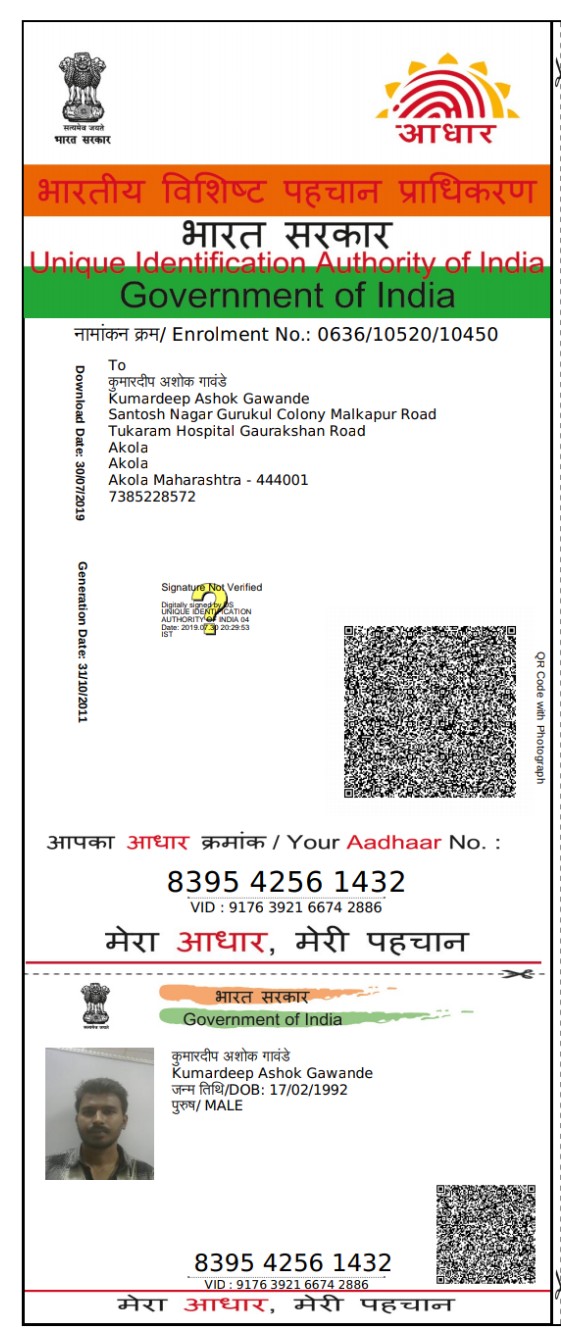 सत्यमेव जयते
भारत सरकार
आधार
भारतीय विशिष्ट पहचान प्राधिकरण
भारत सरकार
Unique Identification Authority of India
Government of India
नामांकन क्रम/ Enrolment No.: 0636/10520/10450
To
कुमारदीप अशोक गावंडे
Kumardeep Ashok Gawande
Santosh Nagar Gurukul Colony Malkapur Road
Tukaram Hospital Gaurakshan Road
Akola
Akola
Akola Maharashtra - 444001
7385228572
Download Date: 30/07/2019
Generation Date: 31/10/2011
Signature Not Verified
Digitally signed by DS
UNIQUE IDENTIFICATION
AUTHORITY OF INDIA 04
Date: 2019.07.30 20:29:53
IST
QR Code with Photograph
आपका आधार क्रमांक / Your Aadhaar No. :
8395 4256 1432
VID : 9176 3921 6674 2886
मेरा आधार, मेरी पहचान
सत्यमेव जयते
भारत सरकार
Government of India
कुमारदीप अशोक गावंडे
Kumardeep Ashok Gawande
जन्म तिथि/DOB: 17/02/1992
पुरुष/ MALE
8395 4256 1432
VID : 9176 3921 6674 2886
मेरा आधार, मेरी पहचान